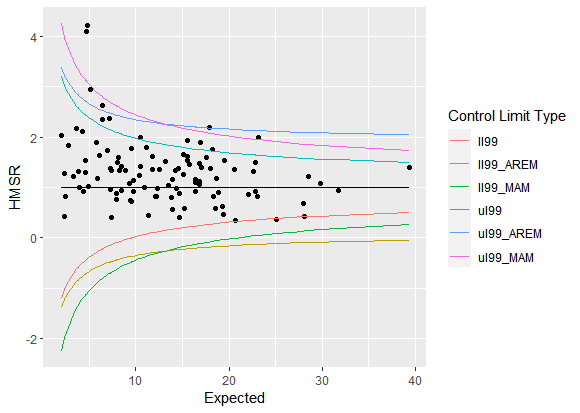 HMSR
4
2
0
-2
10
20
30
40
Expected
Control Limit Type
ll99
ll99_AREM
ll99_MAM
ul99
ul99_AREM
ul99_MAM